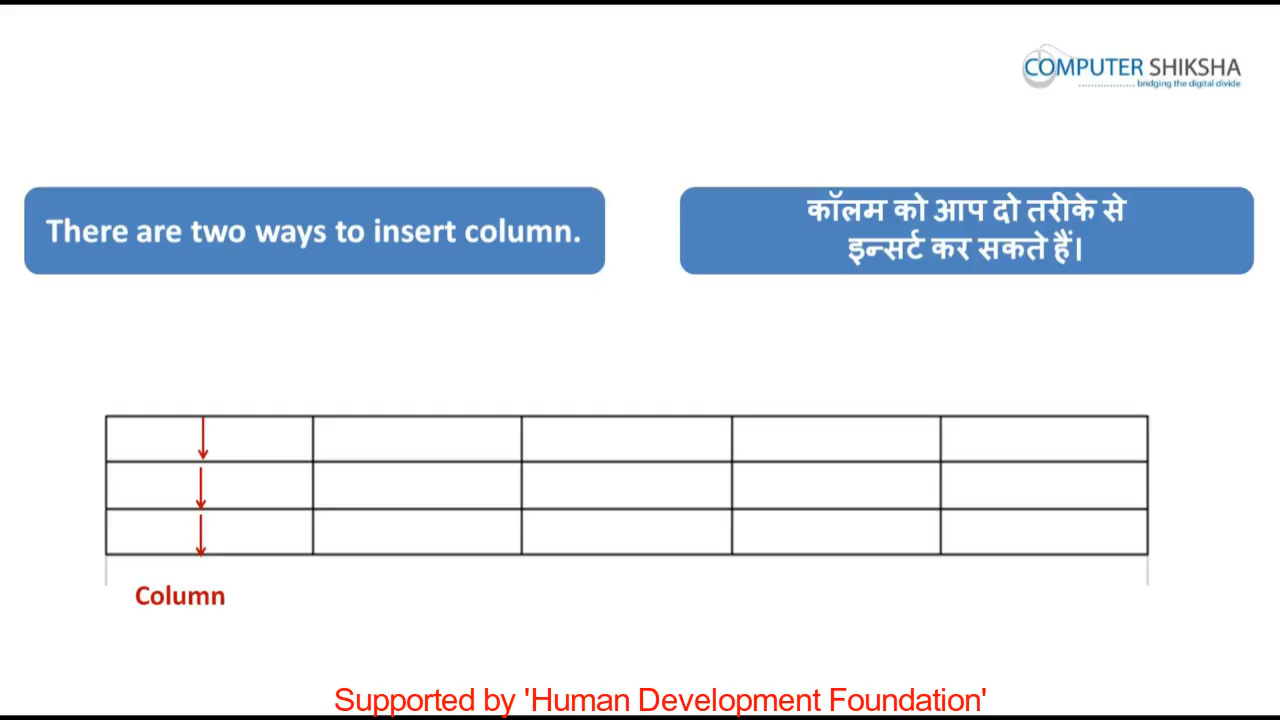 COMPUTER SHIKSHA
bridging the digital divide
There are two ways to insert column.
कॉलम को आप दो तरीके से
इन्सर्ट कर सकते हैं।
Column
Supported by 'Human Development Foundation'